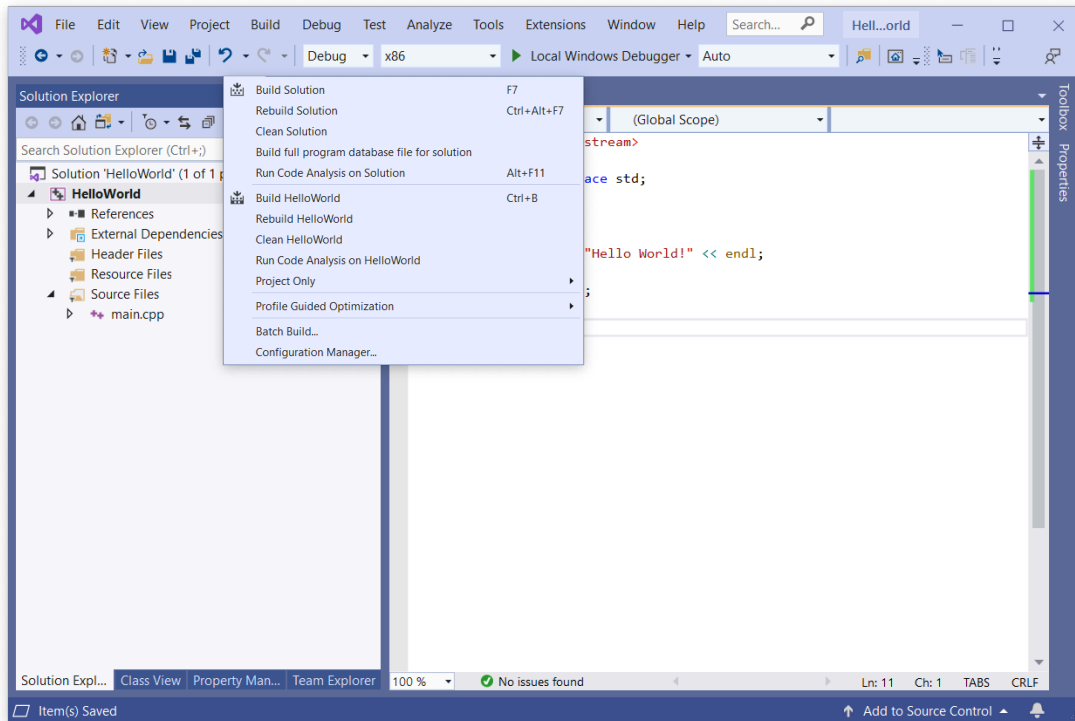 File Edit View Project Build Debug Test Analyze Tools Extensions Window Help Search... Hell...orld
Debug x86 Local Windows Debugger Auto
Solution Explorer
Search Solution Explorer (Ctrl+;)
Solution 'HelloWorld' (1 of 1 p
HelloWorld
References
External Dependencies
Header Files
Resource Files
Source Files
main.cpp
Build Solution F7
Rebuild Solution Ctrl+Alt+F7
Clean Solution
Build full program database file for solution
Run Code Analysis on Solution Alt+F11
Build HelloWorld Ctrl+B
Rebuild HelloWorld
Clean HelloWorld
Run Code Analysis on HelloWorld
Project Only
Profile Guided Optimization
Batch Build...
Configuration Manager...
(Global Scope)
stream>
ace std;
"Hello World!" << endl;
;
Toolbox
Properties
Solution Expl... Class View Property Man... Team Explorer
100 % No issues found Ln: 11 Ch: 1 TABS CRLF
Item(s) Saved Add to Source Control